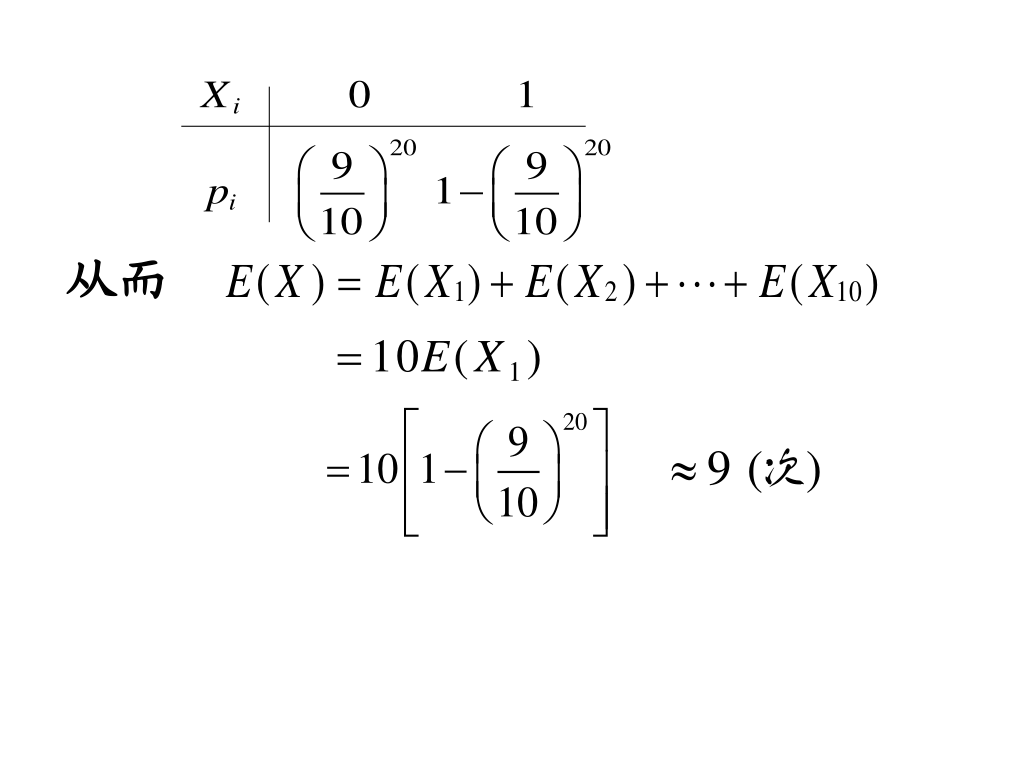 X_i 0 1
p_i (9/10)^20 1−(9/10)^20
从而 E(X) = E(X_1) + E(X_2) + ⋯ + E(X_10)
= 10E(X_1)
= 10[1−(9/10)^20] ≈ 9 (次)